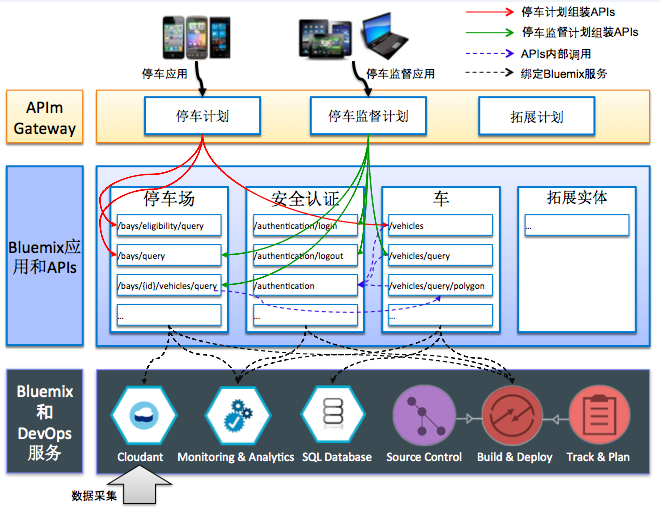 停车计划组装APIs
停车监督计划组装APIs
APIs内部调用
绑定Bluemix服务
停车应用
停车监督应用
APIm
Gateway
停车计划
停车监督计划
拓展计划
Bluemix应
用和APIs
停车场
/bays/eligibility/query
/bays/query
/bays/{id}/vehicles/query
...
安全认证
/authentication/login
/authentication/logout
/authentication
...
车
/vehicles
/vehicles/query
/vehicles/query/polygon
...
拓展实体
...
Bluemix
和
DevOps
服务
Cloudant
Monitoring & Analytics
SQL Database
Source Control
Build & Deploy
Track & Plan
数据采集